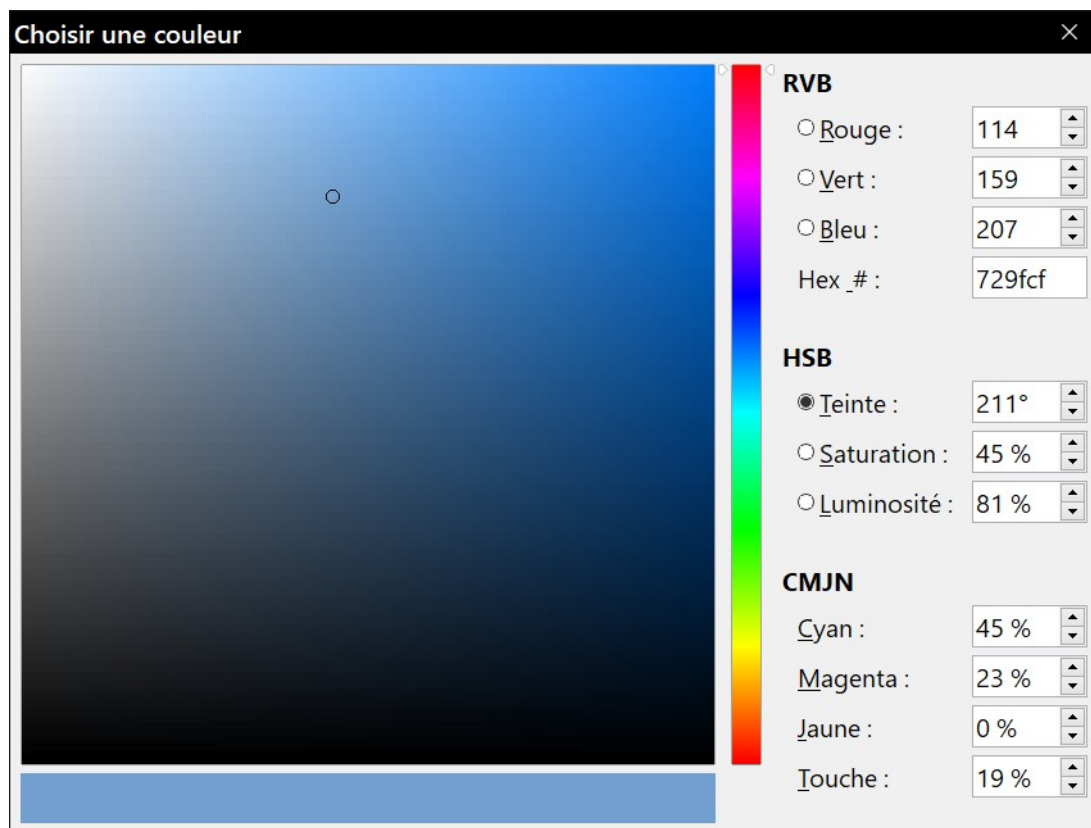 Choisir une couleur
RVB
Rouge : 114
Vert : 159
Bleu : 207
Hex _# : 729fcf
HSB
Teinte : 211°
Saturation : 45 %
Luminosité : 81 %
CMJN
Cyan : 45 %
Magenta : 23 %
Jaune : 0 %
Touche : 19 %